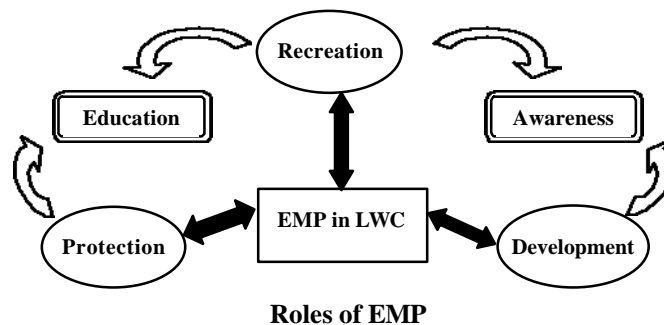 Recreation
Education
Awareness
EMP in LWC
Protection
Development
Roles of EMP